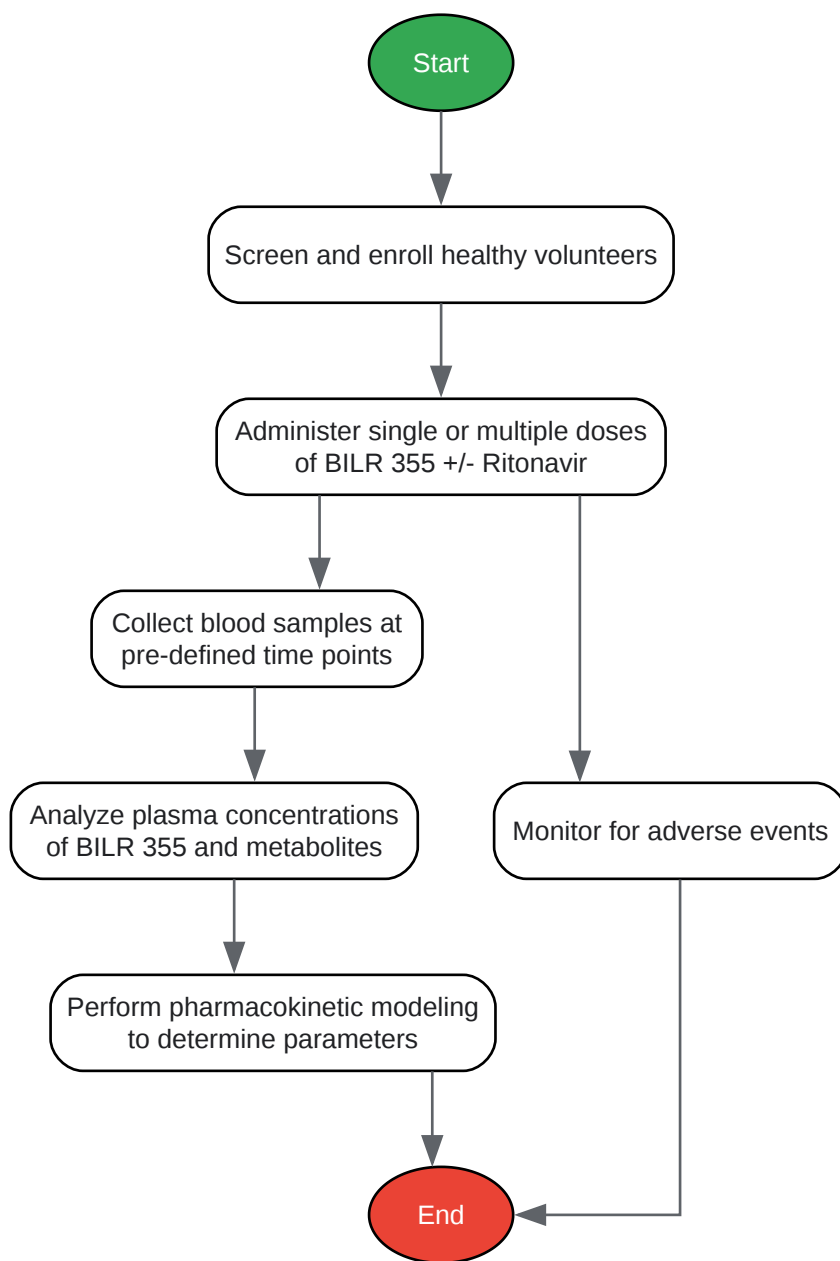 Start
Screen and enroll healthy volunteers
Administer single or multiple doses
of BILR 355 +/- Ritonavir
Collect blood samples at
pre-defined time points
Analyze plasma concentrations
of BILR 355 and metabolites
Monitor for adverse events
Perform pharmacokinetic modeling
to determine parameters
End